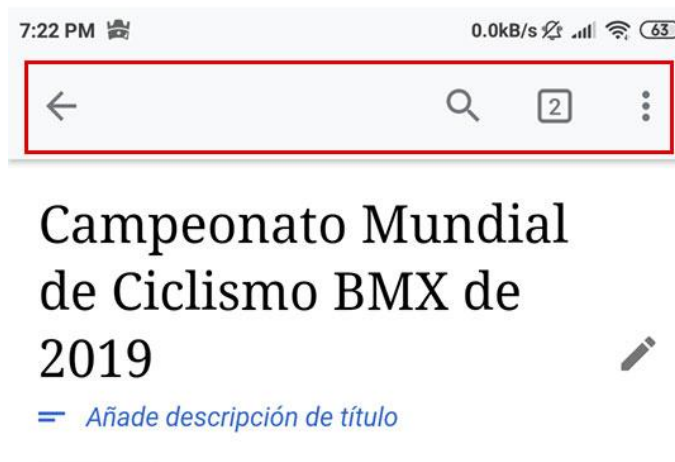 7:22 PM 0.0kB/s 63
2
Campeonato Mundial
de Ciclismo BMX de
2019
Añade descripción de título